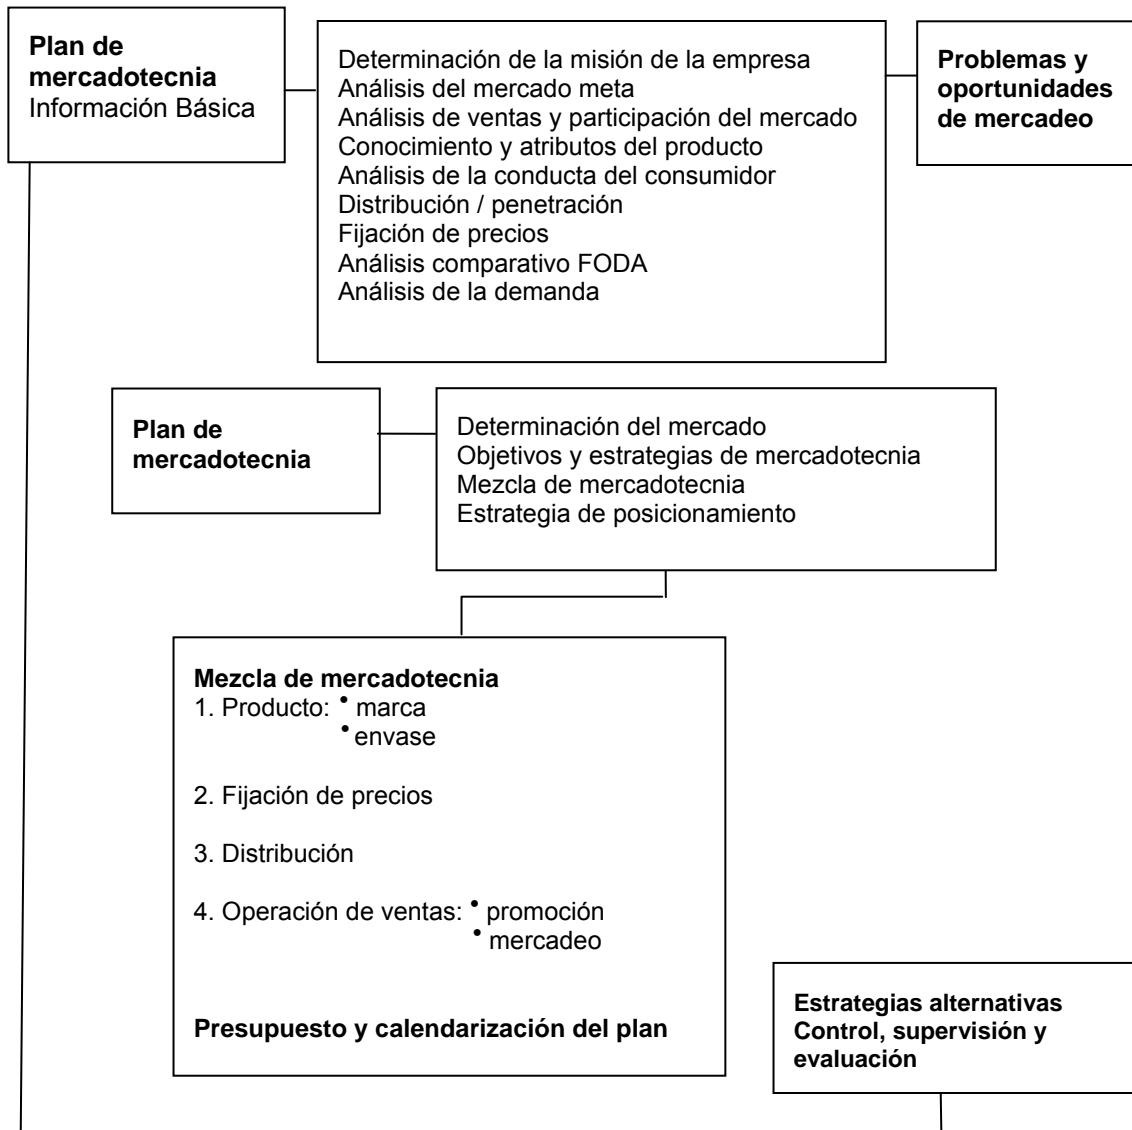 Plan de
mercadotecnia
Información Básica
Determinación de la misión de la empresa
Análisis del mercado meta
Análisis de ventas y participación del mercado
Conocimiento y atributos del producto
Análisis de la conducta del consumidor
Distribución / penetración
Fijación de precios
Análisis comparativo FODA
Análisis de la demanda
Problemas y
oportunidades
de mercadeo
Plan de
mercadotecnia
Determinación del mercado
Objetivos y estrategias de mercadotecnia
Mezcla de mercadotecnia
Estrategia de posicionamiento
Mezcla de mercadotecnia
1. Producto: • marca
• envase
2. Fijación de precios
3. Distribución
4. Operación de ventas: • promoción
• mercadeo
Presupuesto y calendarización del plan
Estrategias alternativas
Control, supervisión y
evaluación